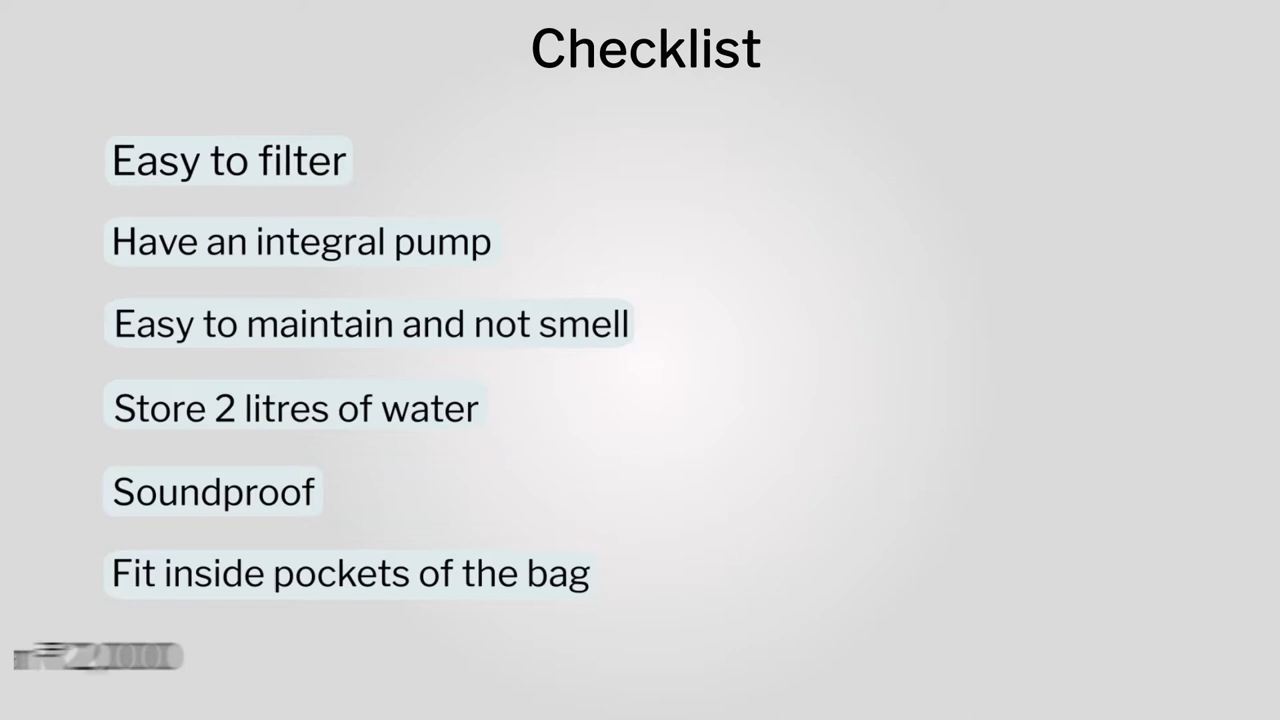 Checklist
Easy to filter
Have an integral pump
Easy to maintain and not smell
Store 2 litres of water
Soundproof
Fit inside pockets of the bag